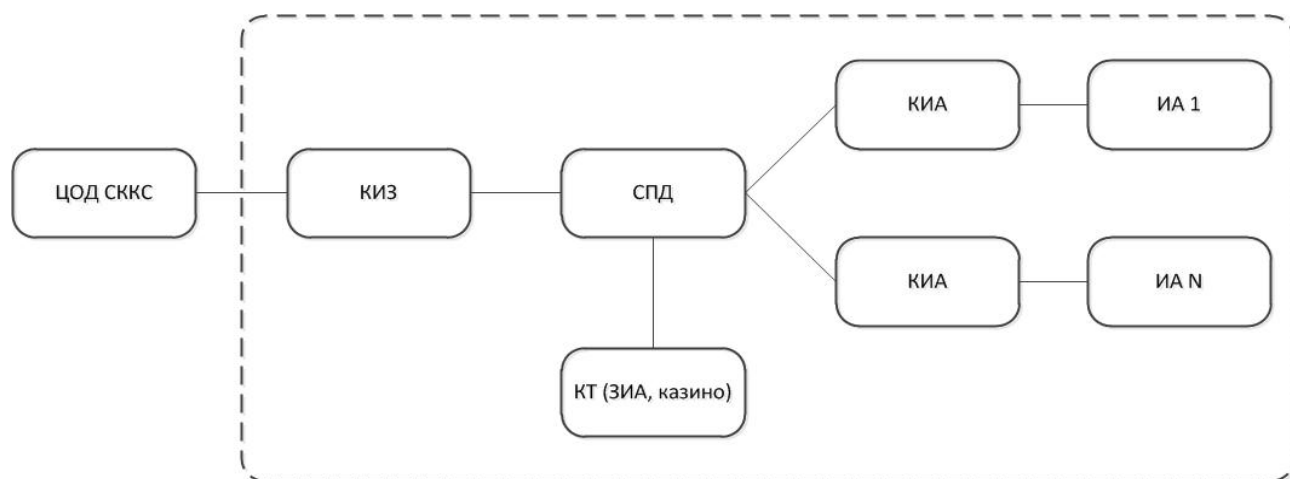 КИА
ИА 1
ЦОД СККС
КИЗ
СПД
КИА
ИА N
КТ (ЗИА, казино)